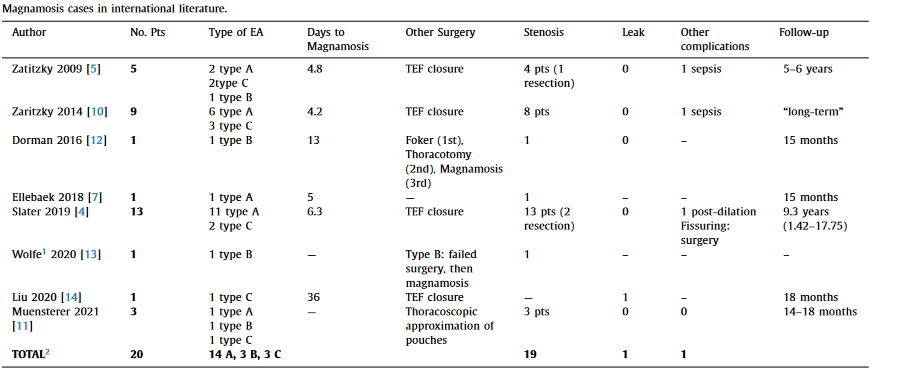 Magnamosis cases in international literature.
Author No. Pts Type of EA Days to Magnamosis Other Surgery Stenosis Leak Other complications Follow-up
Zatitzky 2009 [5] 5 2 type A 4.8 TEF closure 4 pts (1 0 1 sepsis 5–6 years
2type C resection)
1 type B
Zaritzky 2014 [10] 9 6 type A 4.2 TEF closure 8 pts 0 1 sepsis “long-term”
3 type C
Dorman 2016 [12] 1 1 type B 13 Foker (1st), 1 0 – 15 months
Thoracotomy
(2nd), Magnamosis
(3rd)
Ellebaek 2018 [7] 1 1 type A 5 — 1 – – 15 months
Slater 2019 [4] 13 11 type A 6.3 TEF closure 13 pts (2 0 1 post-dilation 9.3 years
2 type C resection) Fissuring: (1.42–17.75)
surgery
Wolfe1 2020 [13] 1 1 type B — Type B: failed 1 – – –
surgery, then
magnamosis
Liu 2020 [14] 1 1 type C 36 TEF closure — 1 – 18 months
Muensterer 2021 3 1 type A — Thoracoscopic 3 pts 0 0 14–18 months
[11] 1 type B approximation of
1 type C pouches
TOTAL2 20 14 A, 3 B, 3 C 19 1 1